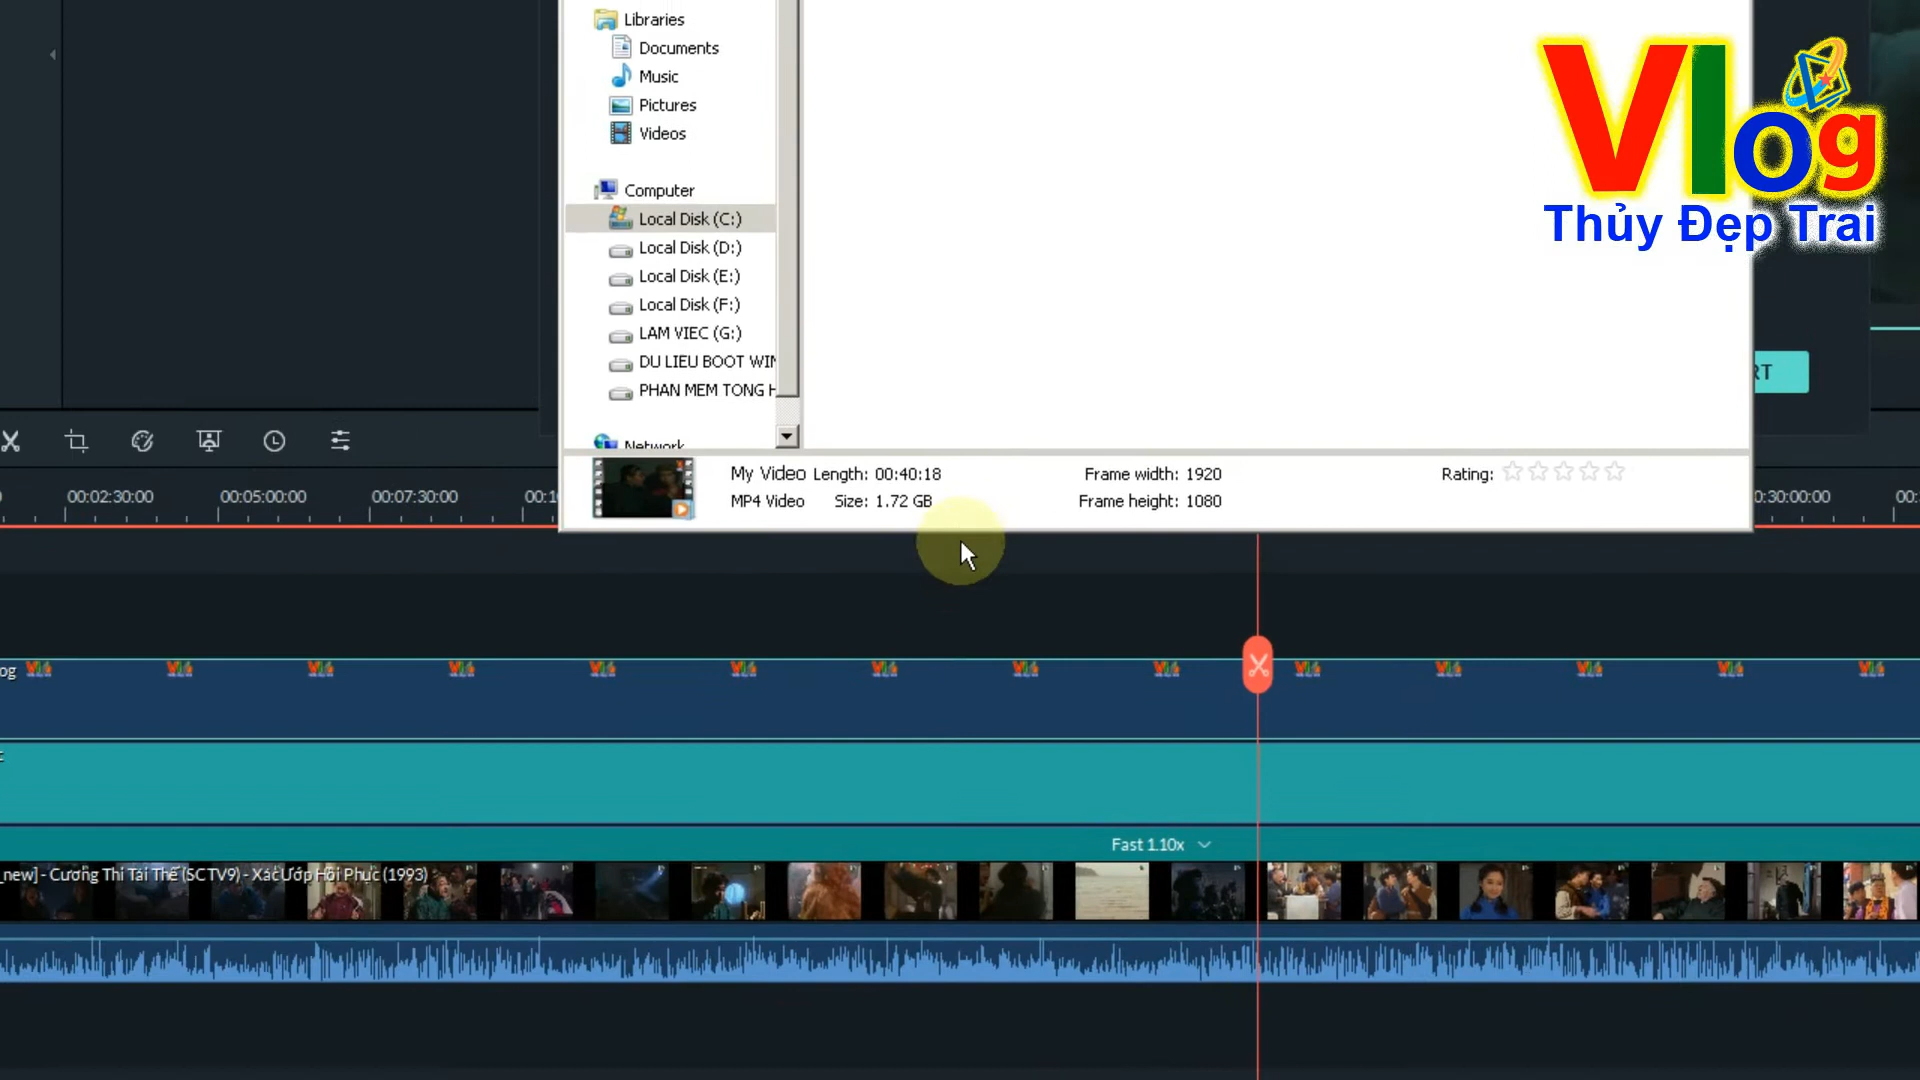 Libraries
Documents
Music
Pictures
Videos
Computer
Local Disk (C:)
Local Disk (D:)
Local Disk (E:)
Local Disk (F:)
LAM VIEC (G:)
DU LIEU BOOT WIN
PHAN MEM TONG H
Network
Vlog
Thủy Đẹp Trai
RT
My Video Length: 00:40:18 Frame width: 1920 Rating:
MP4 Video Size: 1.72 GB Frame height: 1080
00:02:30:00 00:05:00:00 00:07:30:00 00:10 0:30:00:00 00:
og
Fast 1.10x
_new] - Cương Thi Tái Thế (SCTV9) - Xác Ướp Hồi Phục (1993)